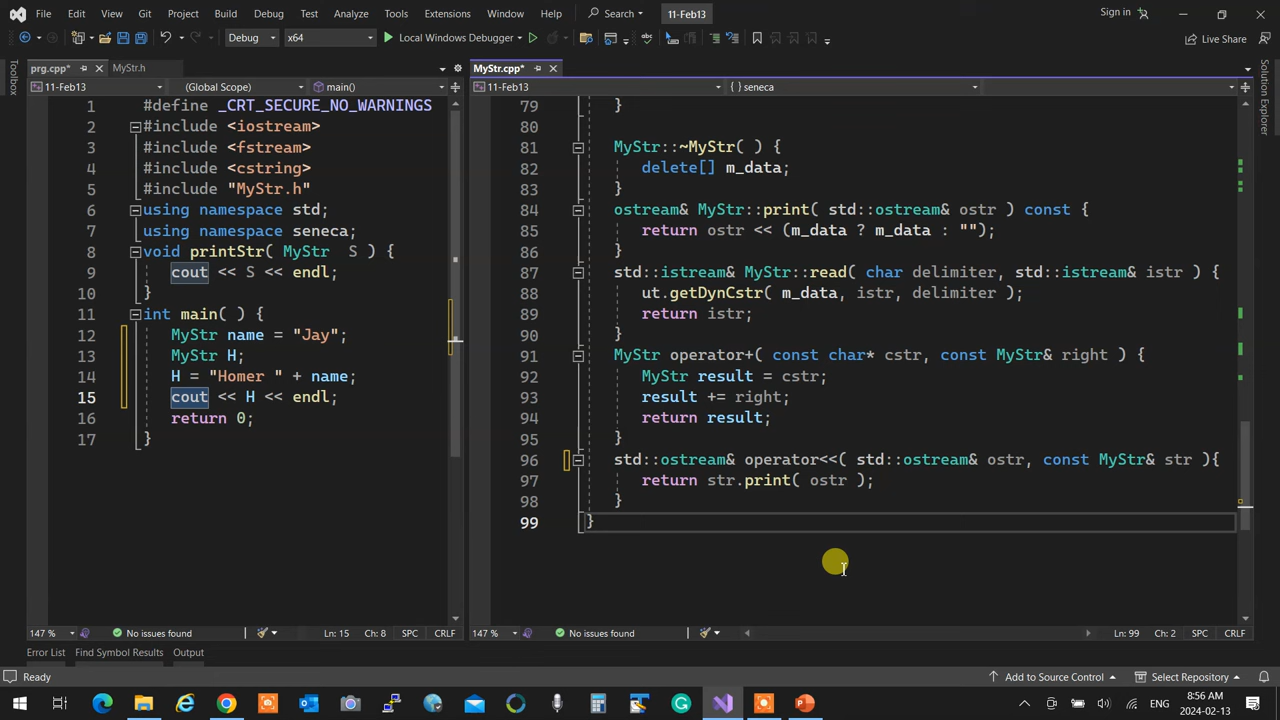 File Edit View Git Project Build Debug Test Analyze Tools Extensions Window Help Search 11-Feb13 Sign in
Debug x64 Local Windows Debugger Live Share
Toolbox
prg.cpp* MyStr.h
11-Feb13 (Global Scope) main()
1 #define _CRT_SECURE_NO_WARNINGS
2 #include <iostream>
3 #include <fstream>
4 #include <cstring>
5 #include "MyStr.h"
6 using namespace std;
7 using namespace seneca;
8 void printStr( MyStr S ) {
9 cout << S << endl;
10 }
11 int main( ) {
12 MyStr name = "Jay";
13 MyStr H;
14 H = "Homer " + name;
15 cout << H << endl;
16 return 0;
17 }
147 % No issues found Ln: 15 Ch: 8 SPC CRLF
MyStr.cpp*
11-Feb13 { } seneca
79 }
80
81 MyStr::~MyStr( ) {
82 delete[] m_data;
83 }
84 ostream& MyStr::print( std::ostream& ostr ) const {
85 return ostr << (m_data ? m_data : "");
86 }
87 std::istream& MyStr::read( char delimiter, std::istream& istr ) {
88 ut.getDynCstr( m_data, istr, delimiter );
89 return istr;
90 }
91 MyStr operator+( const char* cstr, const MyStr& right ) {
92 MyStr result = cstr;
93 result += right;
94 return result;
95 }
96 std::ostream& operator<<( std::ostream& ostr, const MyStr& str ){
97 return str.print( ostr );
98 }
99 }
147 % No issues found Ln: 99 Ch: 2 SPC CRLF
Solution Explorer
Error List Find Symbol Results Output
Ready Add to Source Control Select Repository
ENG 8:56 AM
2024-02-13